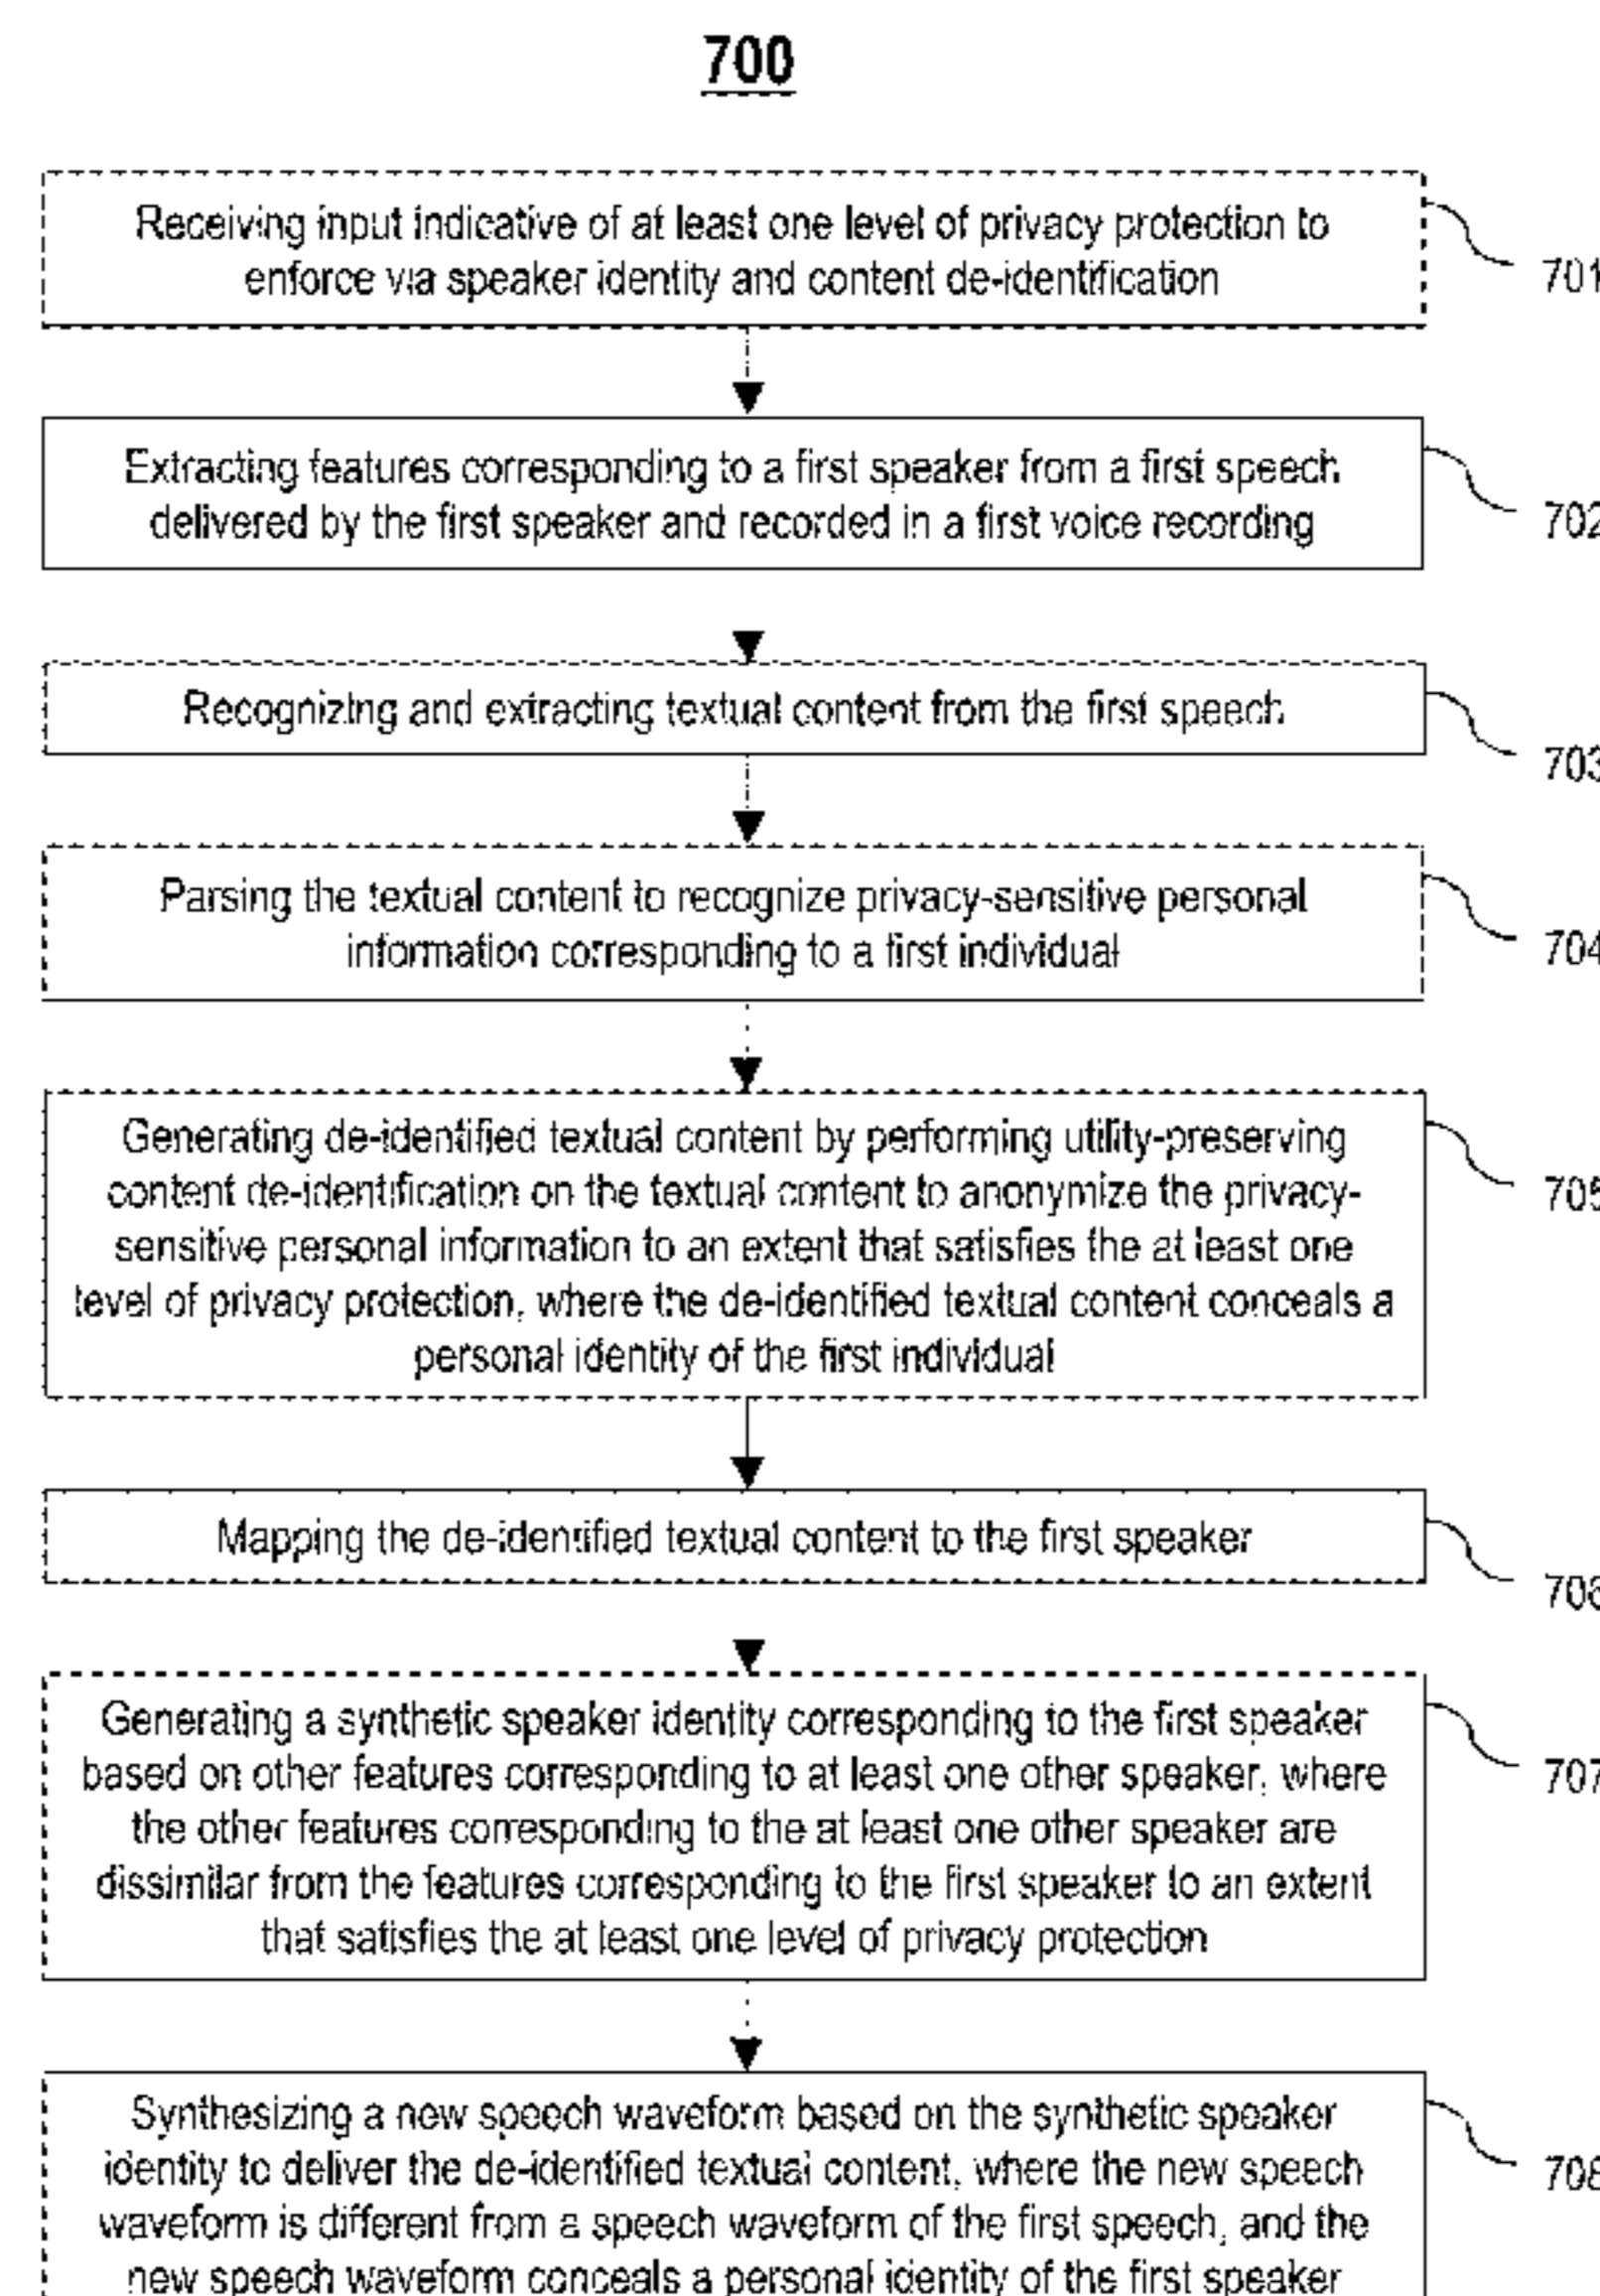 700
Receiving input indicative of at least one level of privacy protection to
enforce via speaker identity and content de-identification
701
Extracting features corresponding to a first speaker from a first speech
delivered by the first speaker and recorded in a first voice recording
702
Recognizing and extracting textual content from the first speech
703
Parsing the textual content to recognize privacy-sensitive personal
information corresponding to a first individual
704
Generating de-identified textual content by performing utility-preserving
content de-identification on the textual content to anonymize the privacy-
sensitive personal information to an extent that satisfies the at least one
level of privacy protection, where the de-identified textual content conceals a
personal identity of the first individual
705
Mapping the de-identified textual content to the first speaker
706
Generating a synthetic speaker identity corresponding to the first speaker
based on other features corresponding to at least one other speaker, where
the other features corresponding to the at least one other speaker are
dissimilar from the features corresponding to the first speaker to an extent
that satisfies the at least one level of privacy protection
707
Synthesizing a new speech waveform based on the synthetic speaker
identity to deliver the de-identified textual content, where the new speech
waveform is different from a speech waveform of the first speech, and the
new speech waveform conceals a personal identity of the first speaker
708